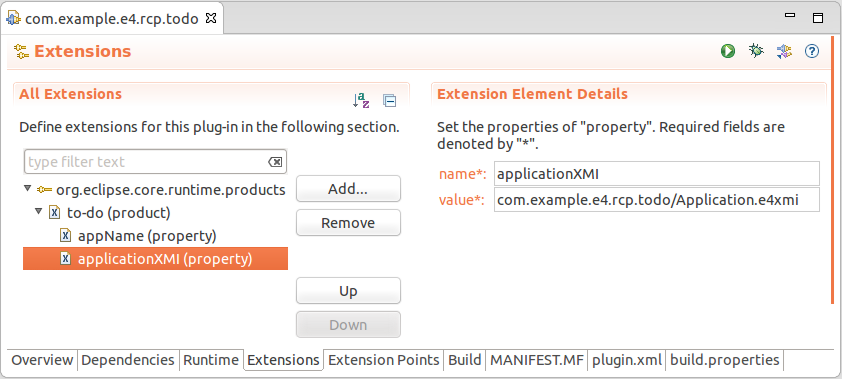 com.example.e4.rcp.todo
Extensions
All Extensions
Define extensions for this plug-in in the following section.
type filter text
org.eclipse.core.runtime.products
to-do (product)
appName (property)
applicationXMI (property)
Add...
Remove
Up
Down
Extension Element Details
Set the properties of "property". Required fields are
denoted by "*".
name*: applicationXMI
value*: com.example.e4.rcp.todo/Application.e4xmi
Overview Dependencies Runtime Extensions Extension Points Build MANIFEST.MF plugin.xml build.properties